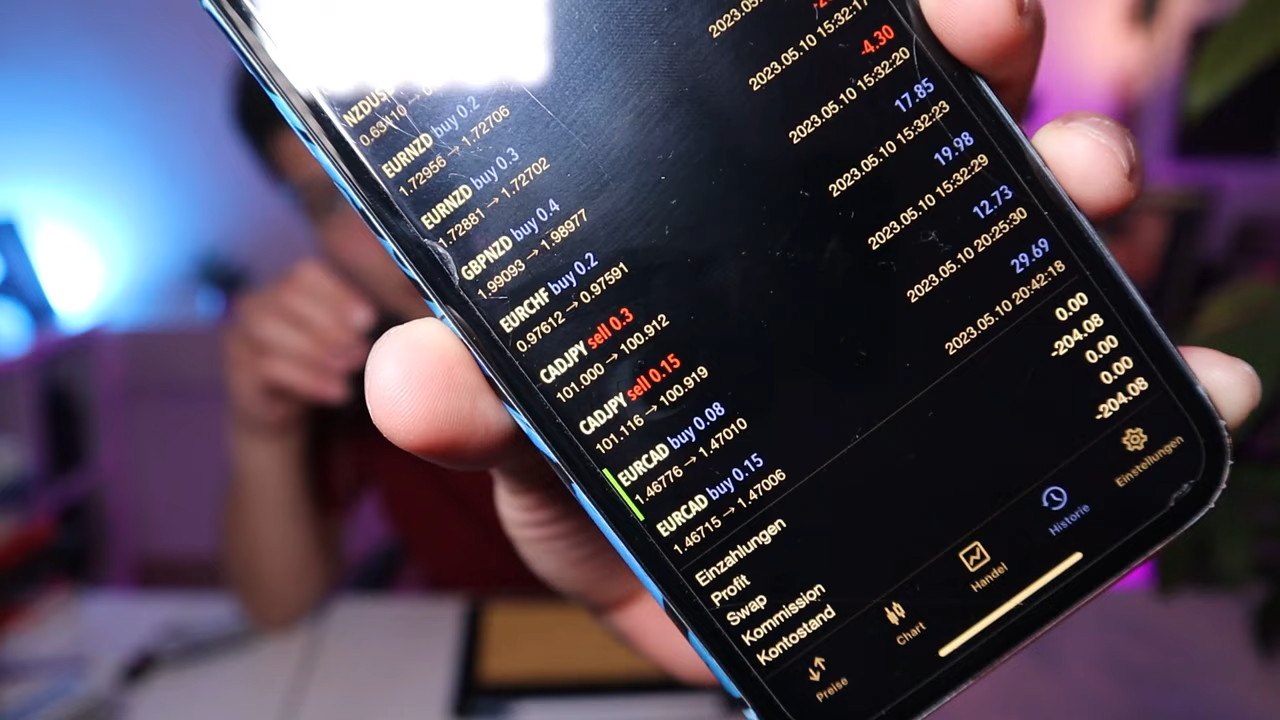 NZDUS
EURNZD buy 0.2
1.72956 → 1.72706
EURNZD buy 0.3
1.72881 → 1.72702 2023.05.
GBPNZD buy 0.4
1.99093 → 1.98977 2023.05.10 15:32:17
EURCHF buy 0.2 -4.30
0.97612 → 0.97591 2023.05.10 15:32:20
CADJPY sell 0.3 17.85
101.000 → 100.912 2023.05.10 15:32:23
CADJPY sell 0.15 19.98
101.116 → 100.919 2023.05.10 15:32:29
EURCAD buy 0.08 12.73
1.46776 → 1.47010 2023.05.10 20:25:30
EURCAD buy 0.15 29.69
1.46715 → 1.47006 2023.05.10 20:42:18
Einzahlungen 0.00
Profit -204.08
Swap 0.00
Kommission 0.00
Kontostand -204.08
Preise Chart Handel Historie Einstellungen